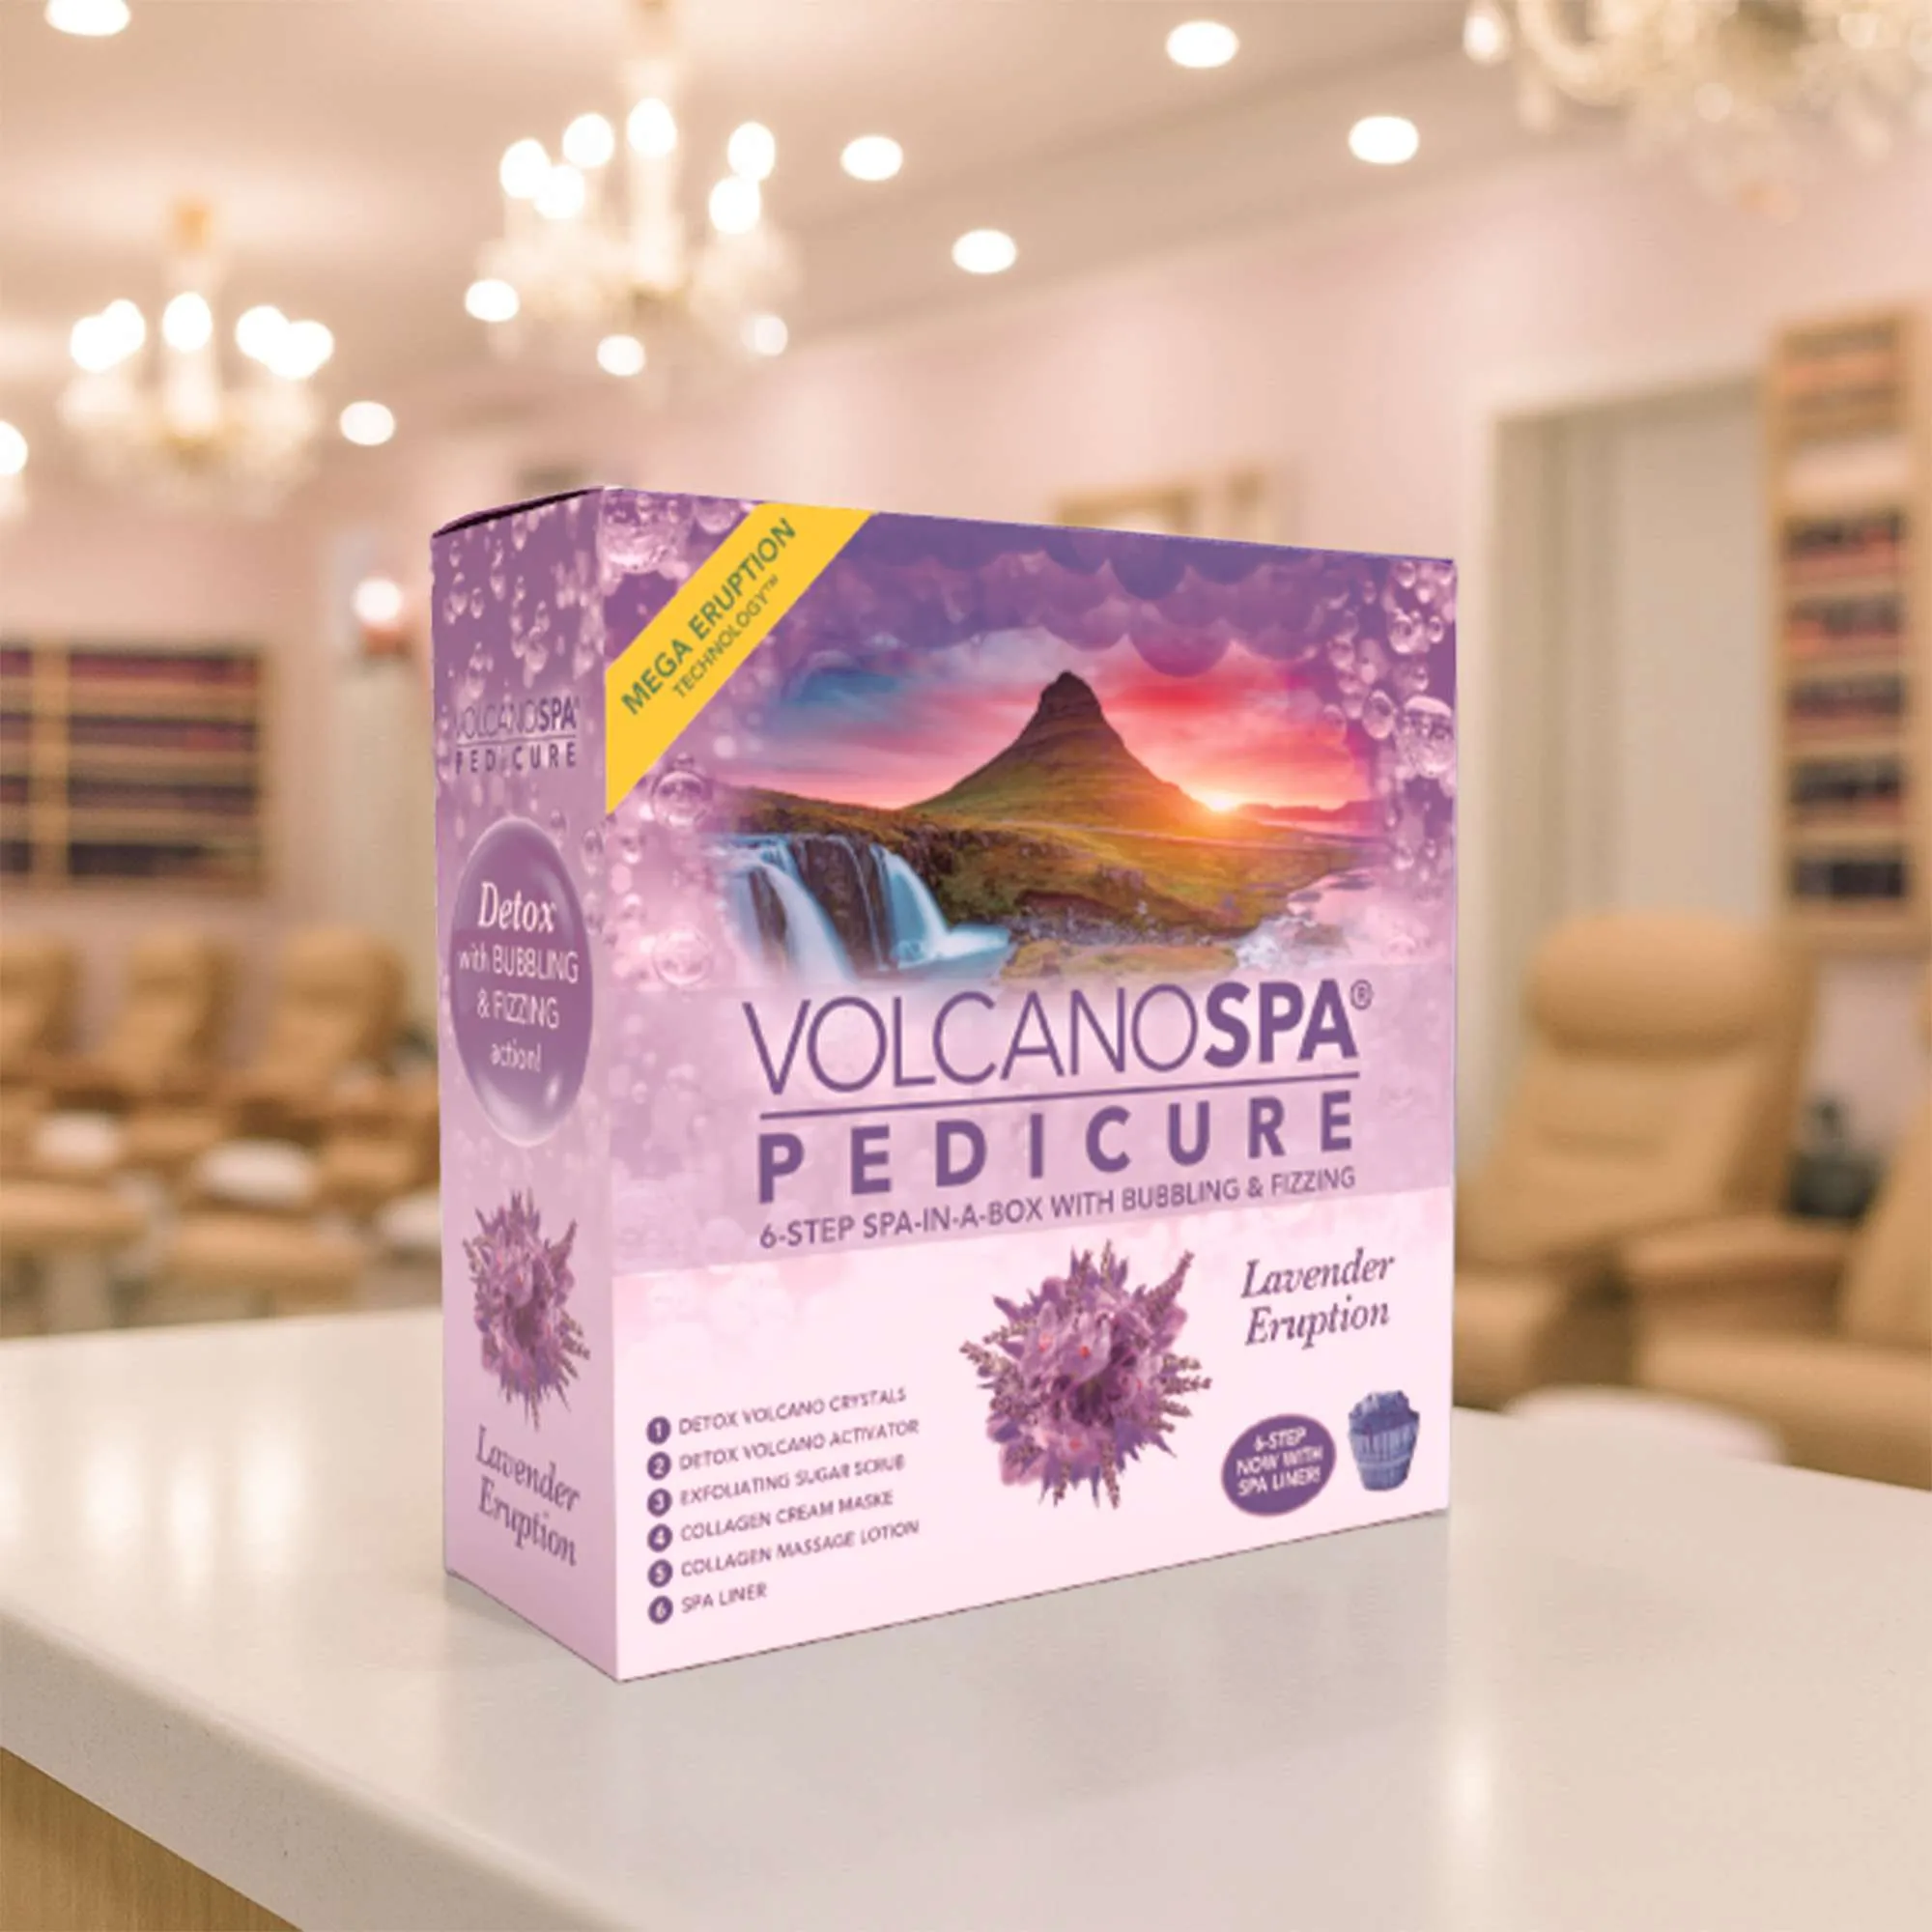 MEGA ERUPTION
TECHNOLOGY™
VOLCANOSPA®
PEDICURE
6-STEP SPA-IN-A-BOX WITH BUBBLING & FIZZING
Lavender
Eruption
1 DETOX VOLCANO CRYSTALS
2 DETOX VOLCANO ACTIVATOR
3 EXFOLIATING SUGAR SCRUB
4 COLLAGEN CREAM MASKE
5 COLLAGEN MASSAGE LOTION
6 SPA LINER
6-STEP
NOW WITH
SPA LINER!
VOLCANOSPA®
PEDICURE
Detox
with BUBBLING
& FIZZING
action!
Lavender
Eruption